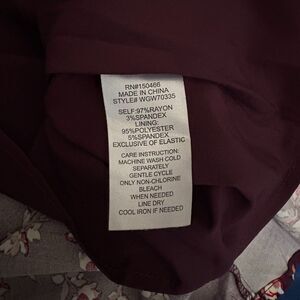 RN#150466
MADE IN CHINA
STYLE# WGW70335
SELF:97%RAYON
3%SPANDEX
LINING:
95%POLYESTER
5%SPANDEX
EXCLUSIVE OF ELASTIC
CARE INSTRUCTION:
MACHINE WASH COLD
SEPARATELY
GENTLE CYCLE
ONLY NON-CHLORINE
BLEACH
WHEN NEEDED
LINE DRY
COOL IRON IF NEEDED